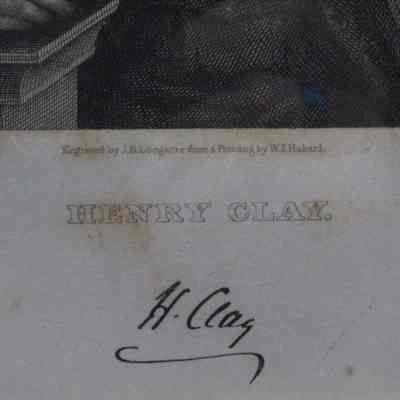 Engraved by J.B.Longacre from a Painting by W.J.Hubard.
HENRY CLAY.
H. Clay